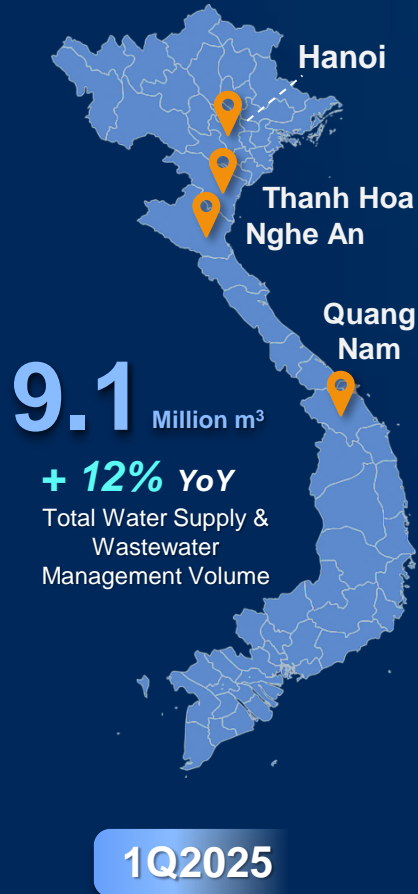 Hanoi
Thanh Hoa
Nghe An
Quang
Nam
9.1 Million m³
+ 12% YoY
Total Water Supply &
Wastewater
Management Volume
1Q2025